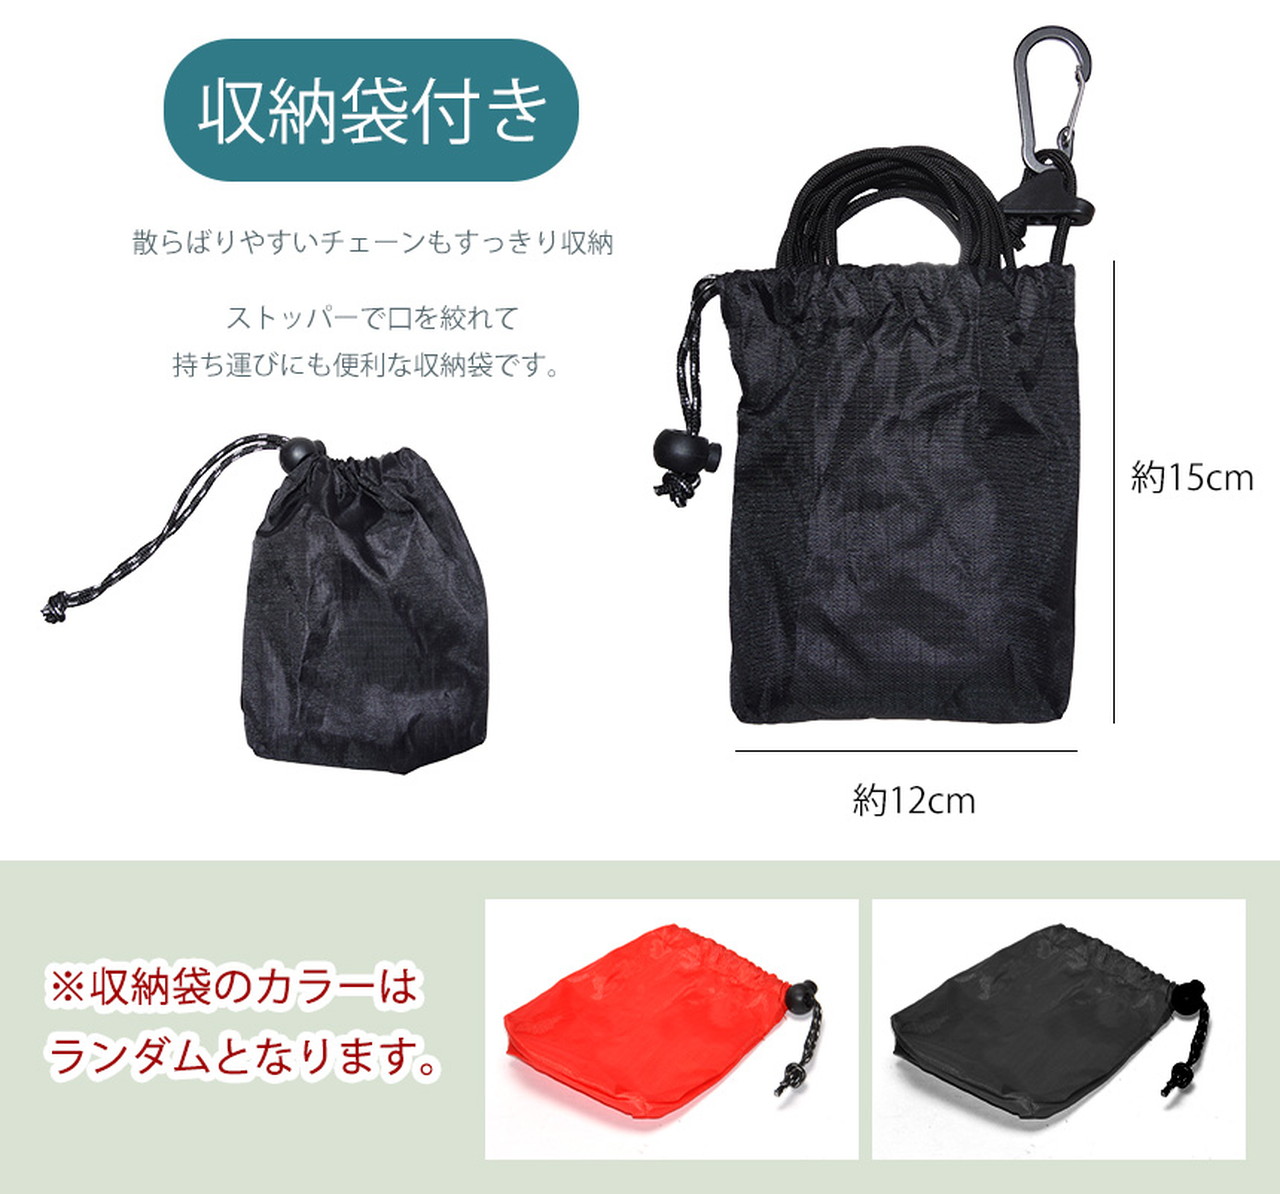 収納袋付き
散らばりやすいチェーンもすっきり収納
ストッパーで口を絞れて
持ち運びにも便利な収納袋です。
約15cm
約12cm
※収納袋のカラーは
ランダムとなります。